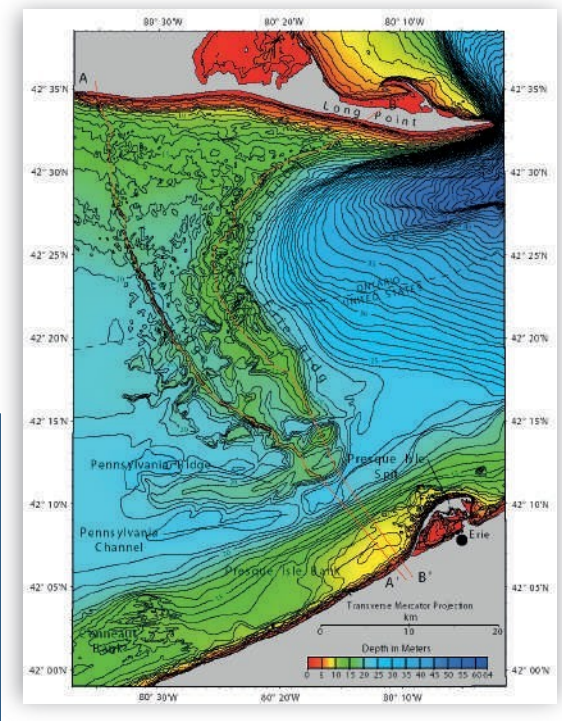 80° 30'W 80° 20'W 80° 10'W
A
42° 35'N 42° 35'N
B
Long Point
42° 30'N 42° 30'N
42° 25'N 42° 25'N
ONTARIO
UNITED STATES
42° 20'N 42° 20'N
42° 15'N 42° 15'N
Pennsylvania Ridge
Presque Isle
Spit
42° 10'N 42° 10'N
Erie
Pennsylvania
Channel
Presque Isle Bank
A' B'
42° 05'N 42° 05'N
Transverse Mercator Projection
km
0 10 20
Conneaut
Bank
Depth in Meters
0 5 10 15 20 25 30 35 40 45 50 55 60 64
42° 00'N 42° 00'N
80° 30'W 80° 20'W 80° 10'W